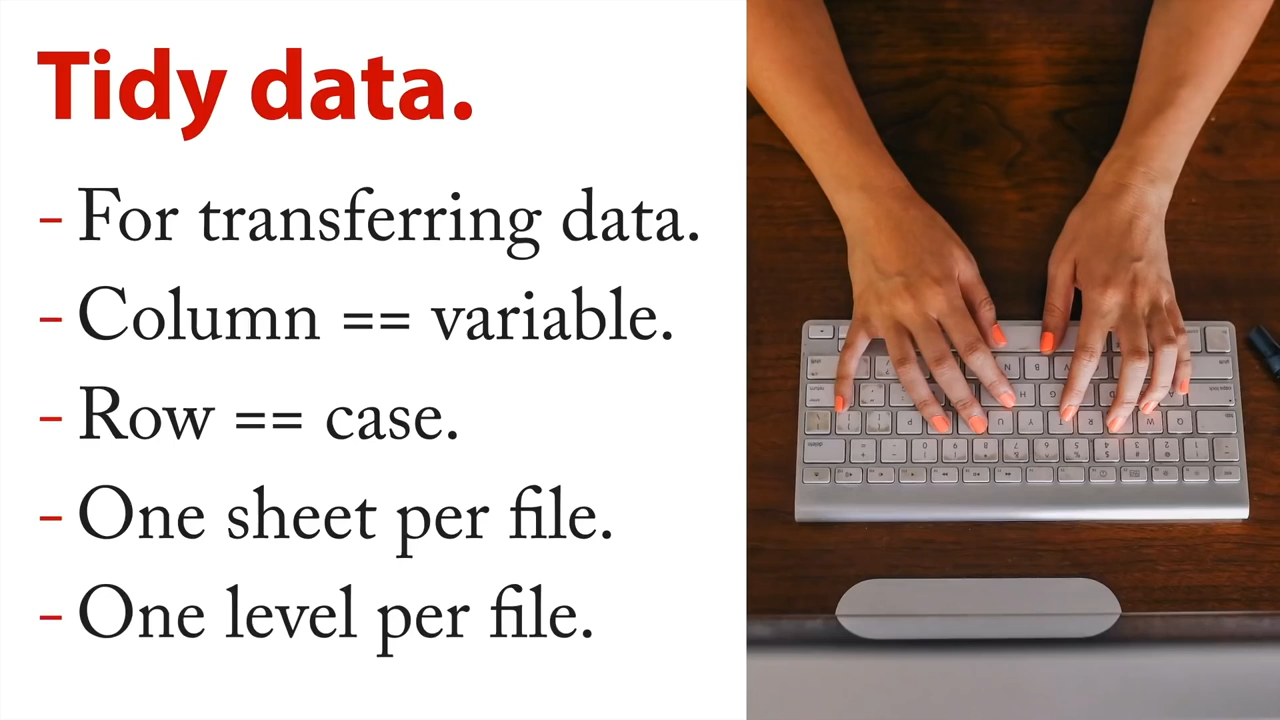 Tidy data.
– For transferring data.
– Column == variable.
– Row == case.
– One sheet per file.
– One level per file.